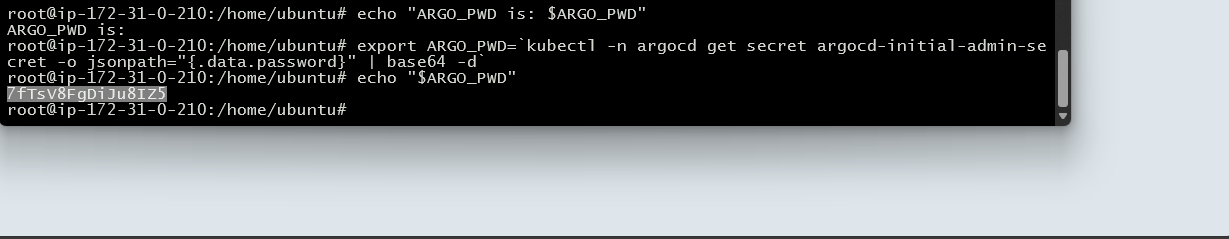 root@ip-172-31-0-210:/home/ubuntu# echo "ARGO_PWD is: $ARGO_PWD"
ARGO_PWD is:
root@ip-172-31-0-210:/home/ubuntu# export ARGO_PWD=`kubectl -n argocd get secret argocd-initial-admin-se
cret -o jsonpath="{.data.password}" | base64 -d`
root@ip-172-31-0-210:/home/ubuntu# echo "$ARGO_PWD"
7fTsV8FgDiJu8IZ5
root@ip-172-31-0-210:/home/ubuntu#